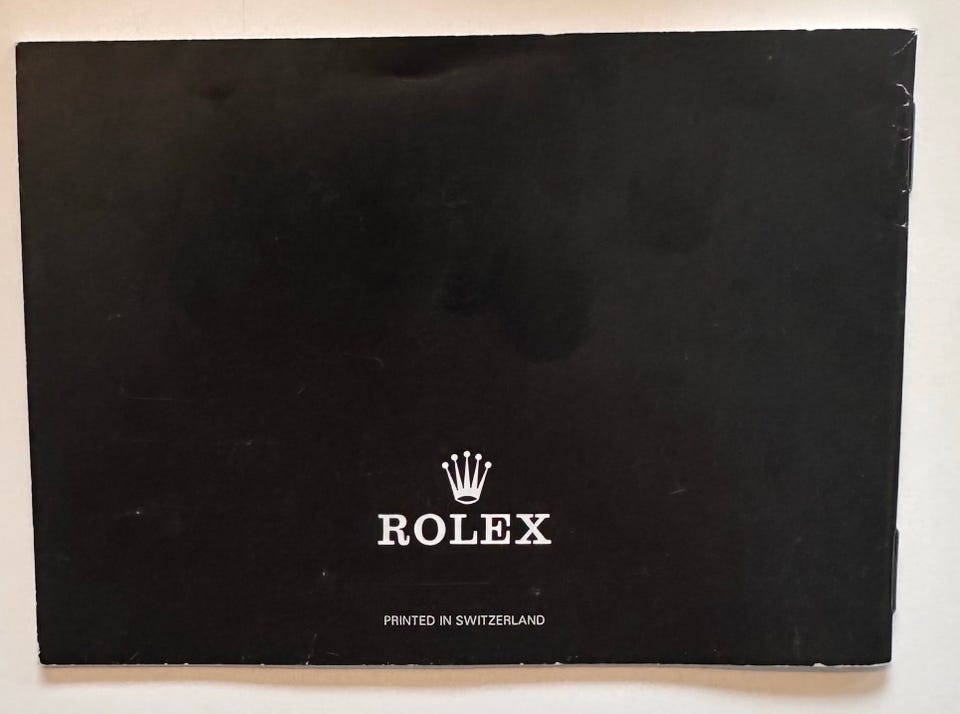 ROLEX
PRINTED IN SWITZERLAND